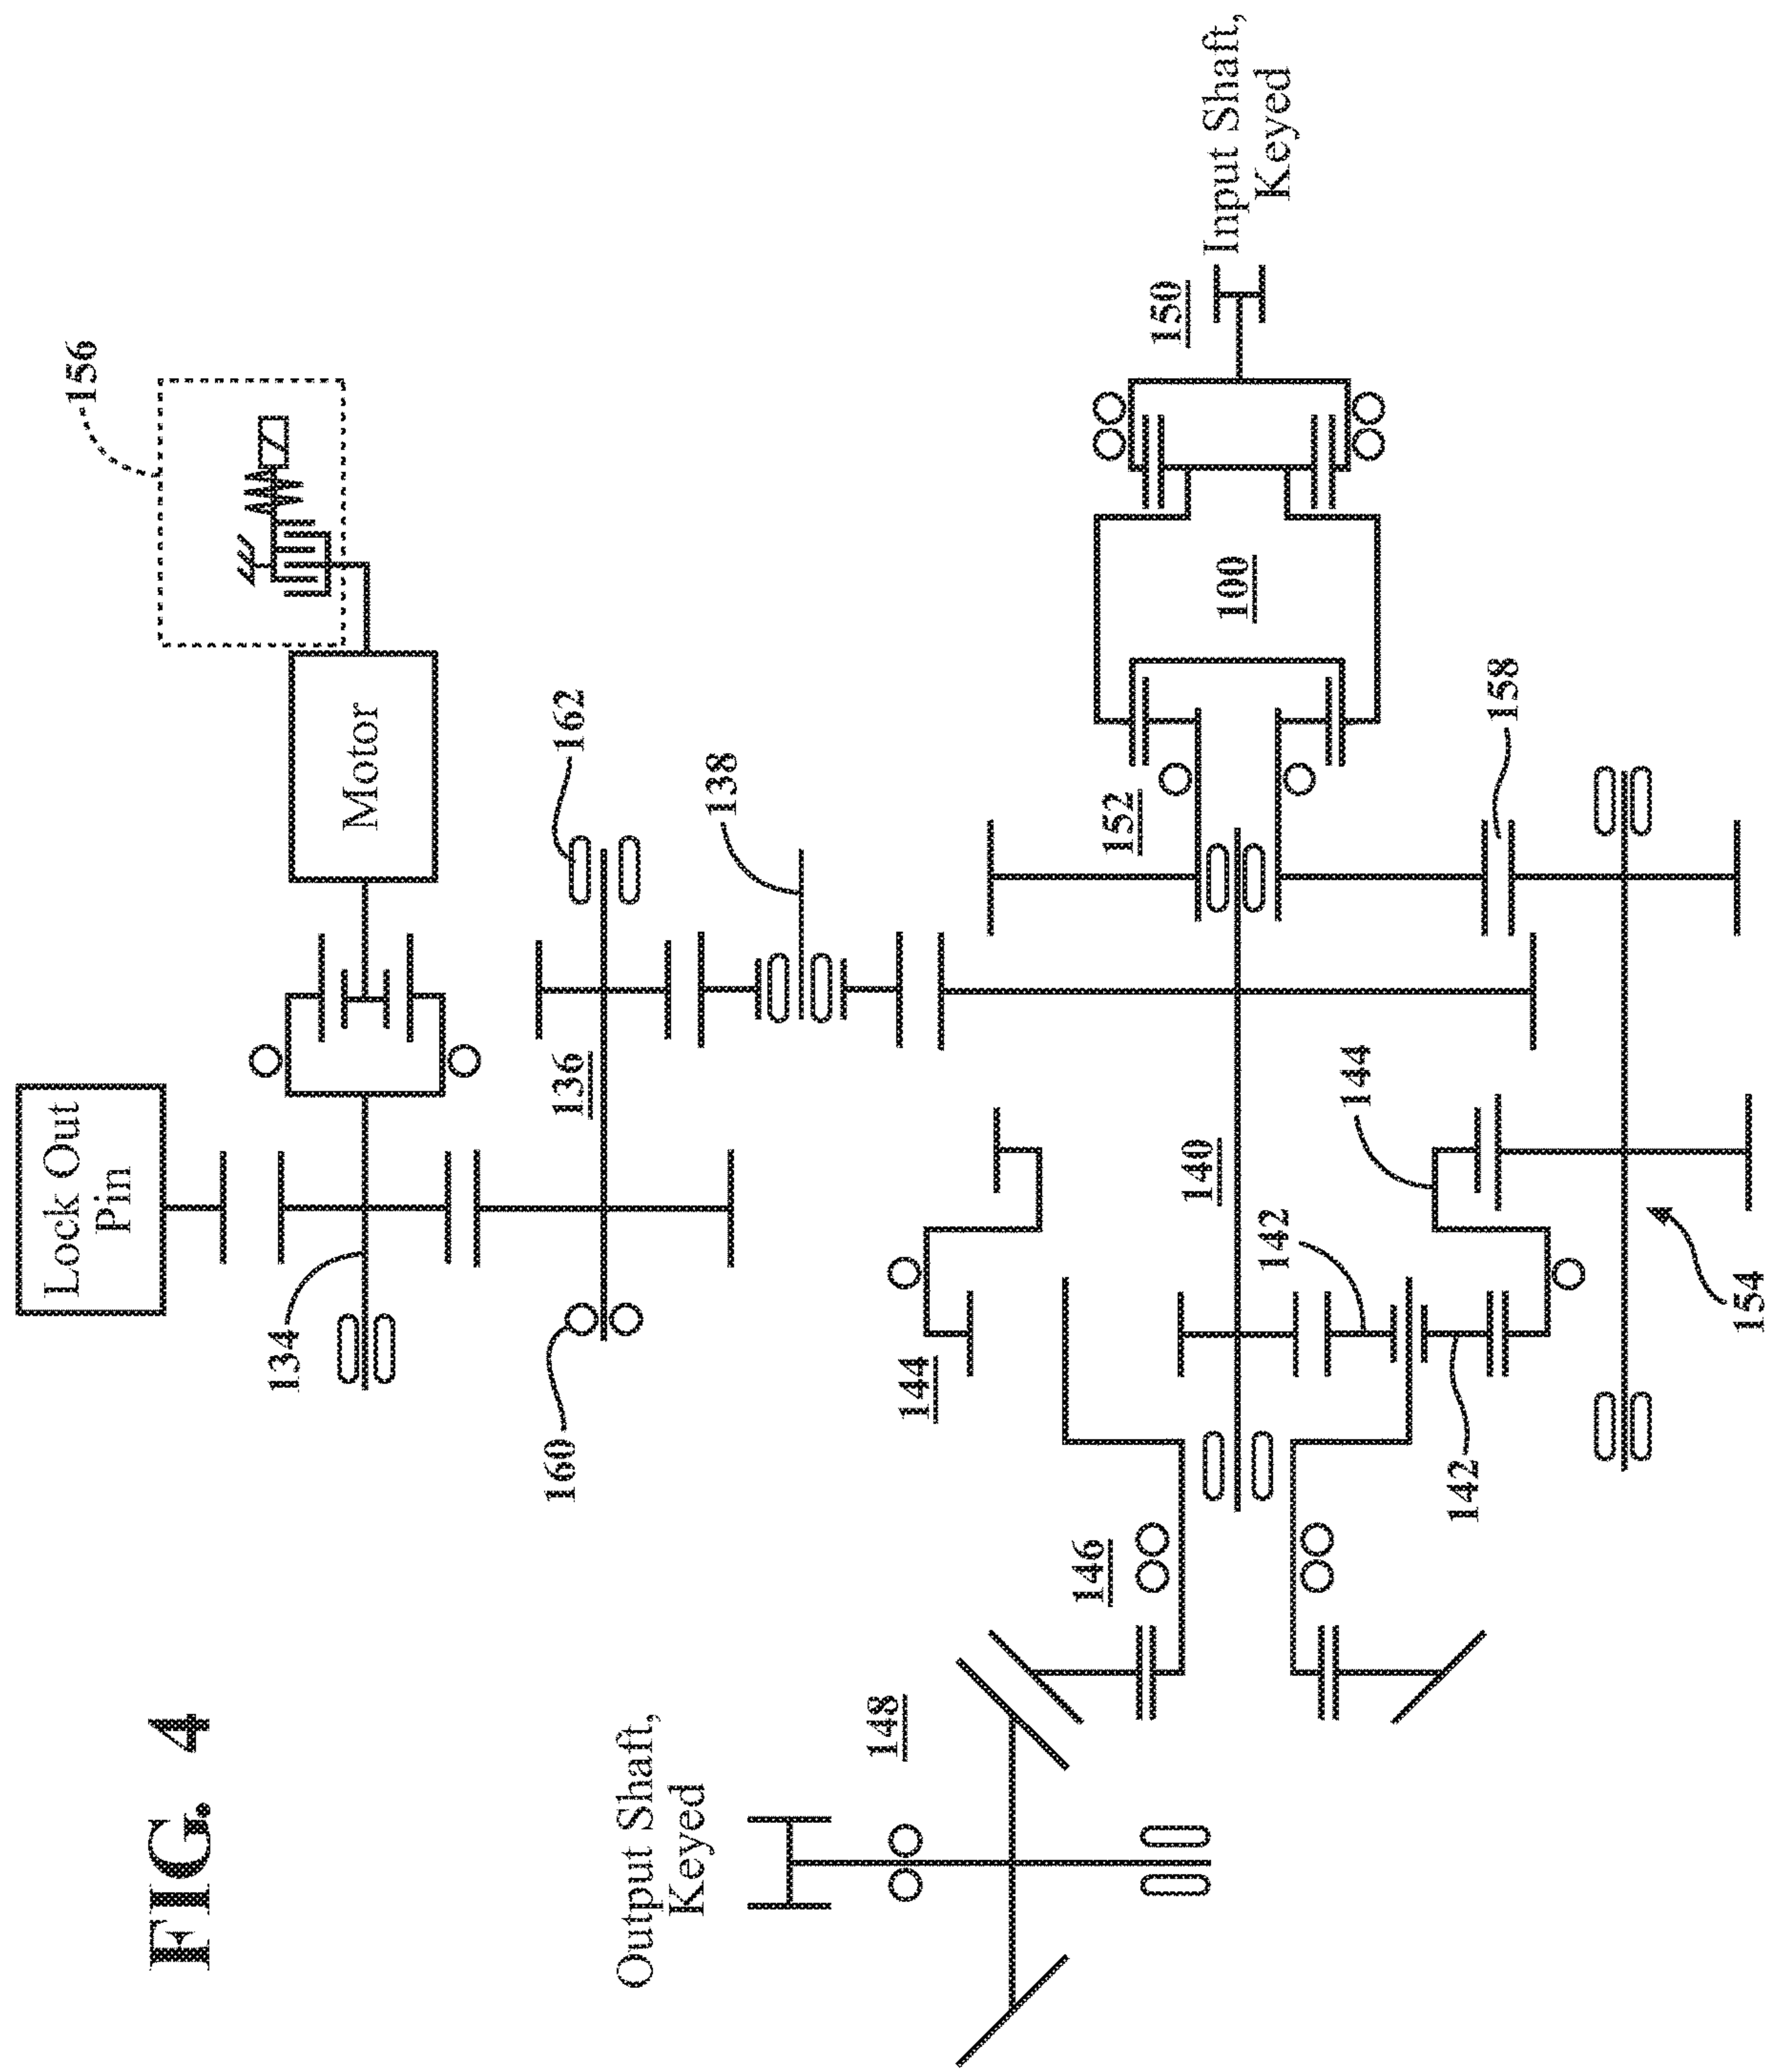 FIG. 4
Lock Out
Pin
Motor
156
134
160
162
136
138
Output Shaft,
Keyed
148
146
144
140
142
142
144
152
100
150
Input Shaft,
Keyed
158
154